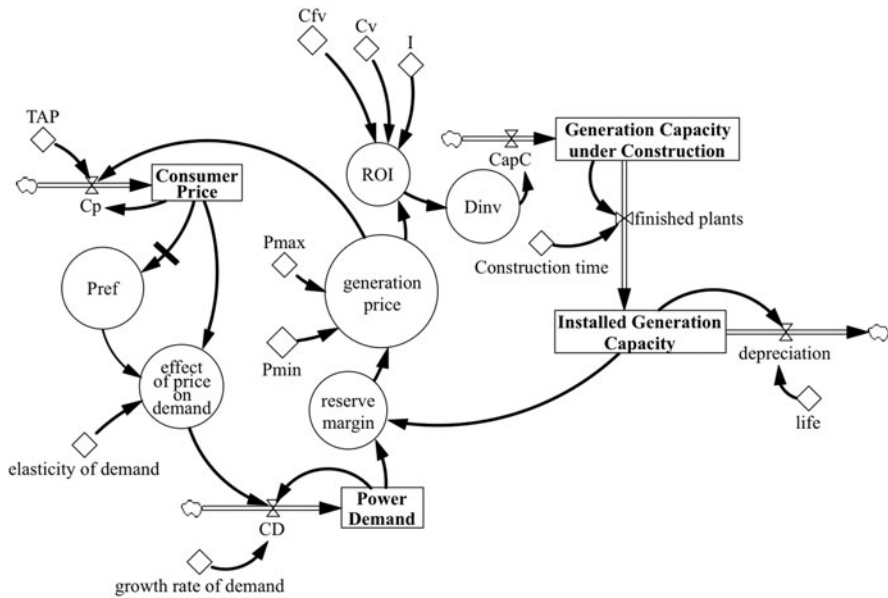 Cfv
Cv
I
TAP
Consumer
Price
Cp
ROI
Dinv
CapC
Generation Capacity
under Construction
finished plants
Construction time
Pref
Pmax
generation
price
Pmin
Installed Generation
Capacity
depreciation
life
effect
of price
on
demand
reserve
margin
elasticity of demand
Power
Demand
CD
growth rate of demand